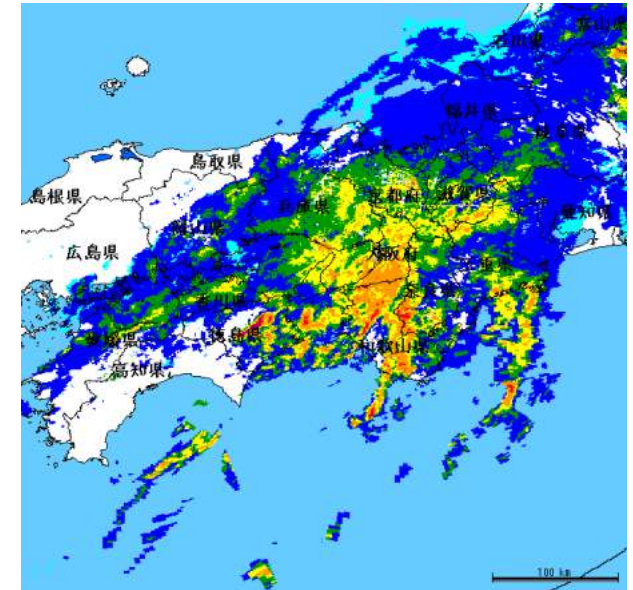 富山県
石川県
福井県
岐阜県
鳥取県
島根県
兵庫県
京都府
滋賀県
愛知県
岡山県
広島県
大阪府
三重県
奈良県
香川県
愛媛県
徳島県
和歌山県
高知県
100 km